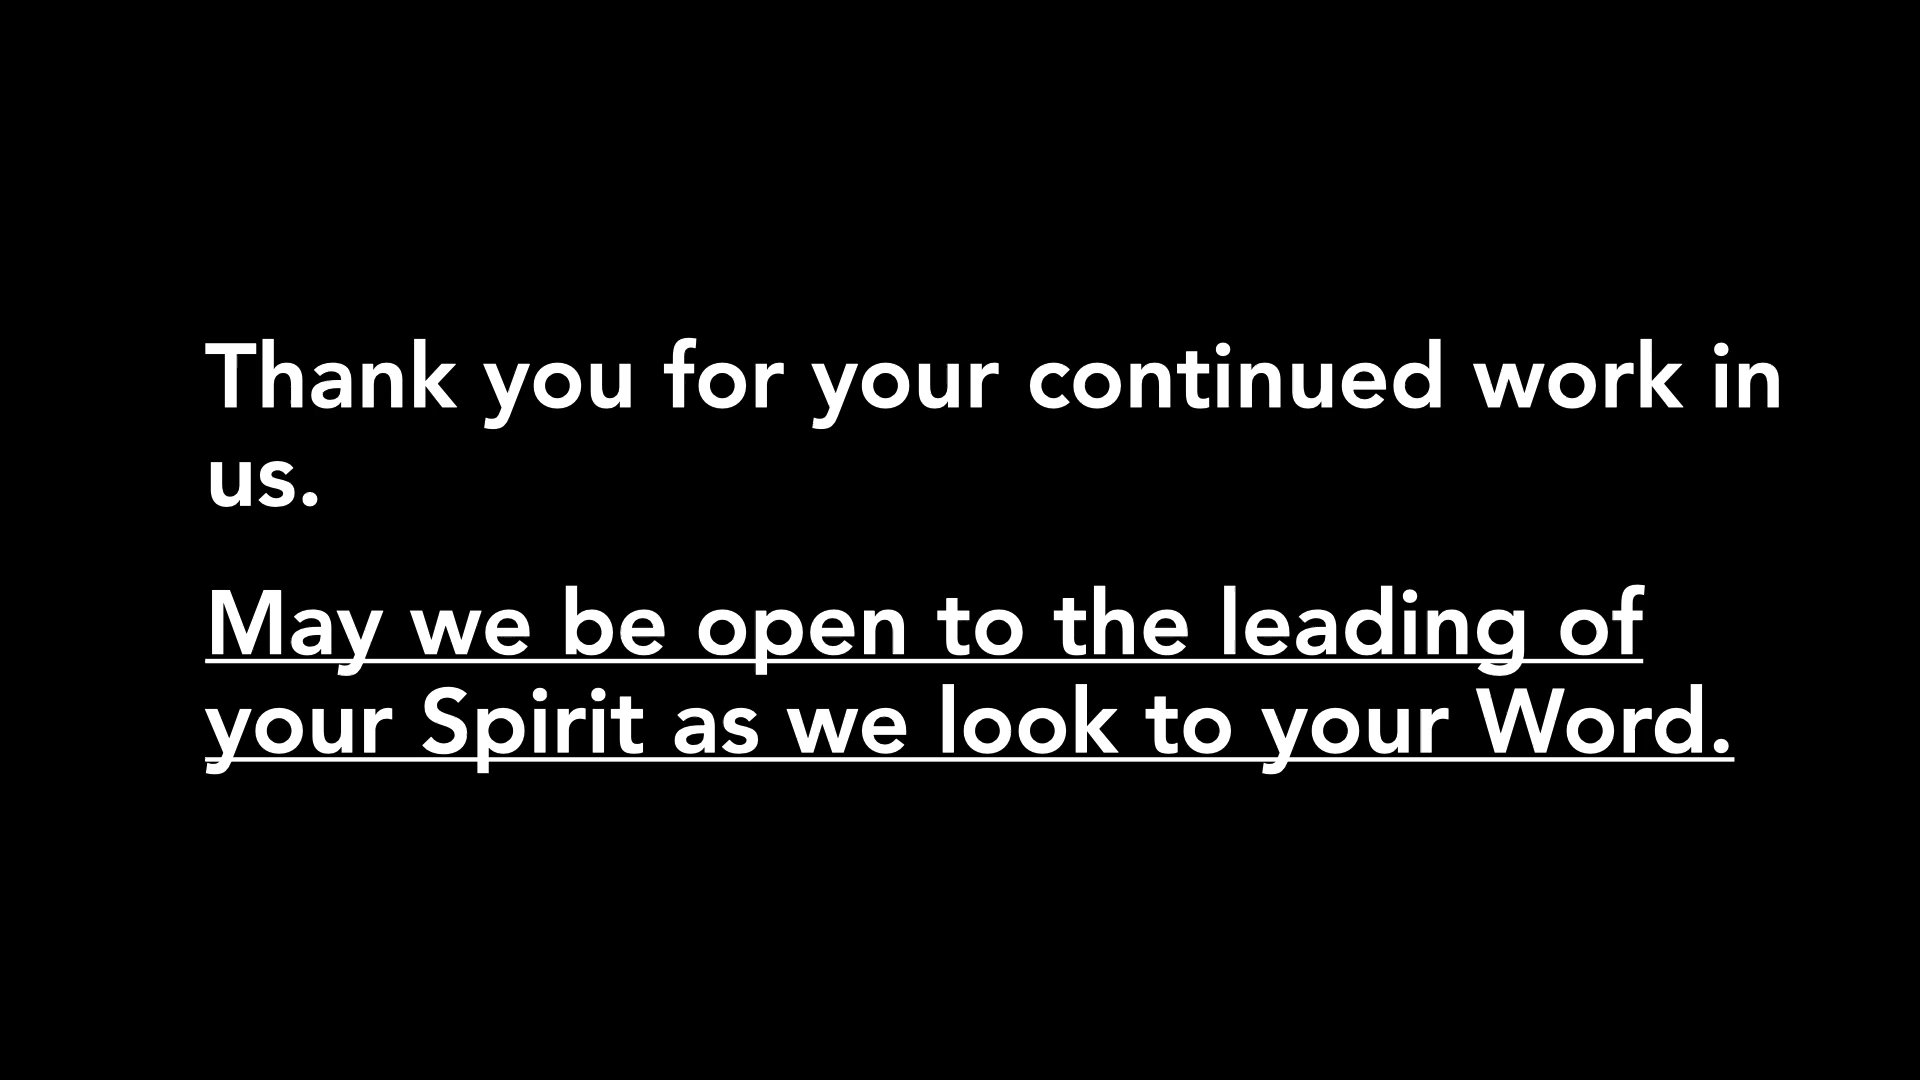 Thank you for your continued work in
us.
May we be open to the leading of
your Spirit as we look to your Word.